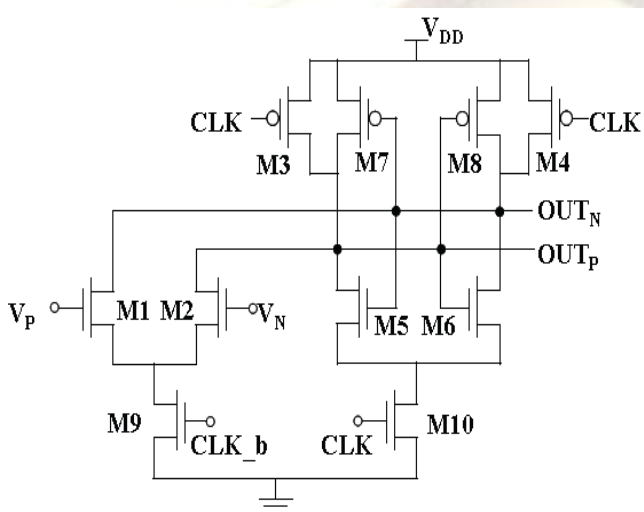 V_DD
CLK
CLK
M3
M7
M8
M4
OUT_N
OUT_P
V_P
M1
M2
V_N
M5
M6
M9
CLK_b
CLK
M10